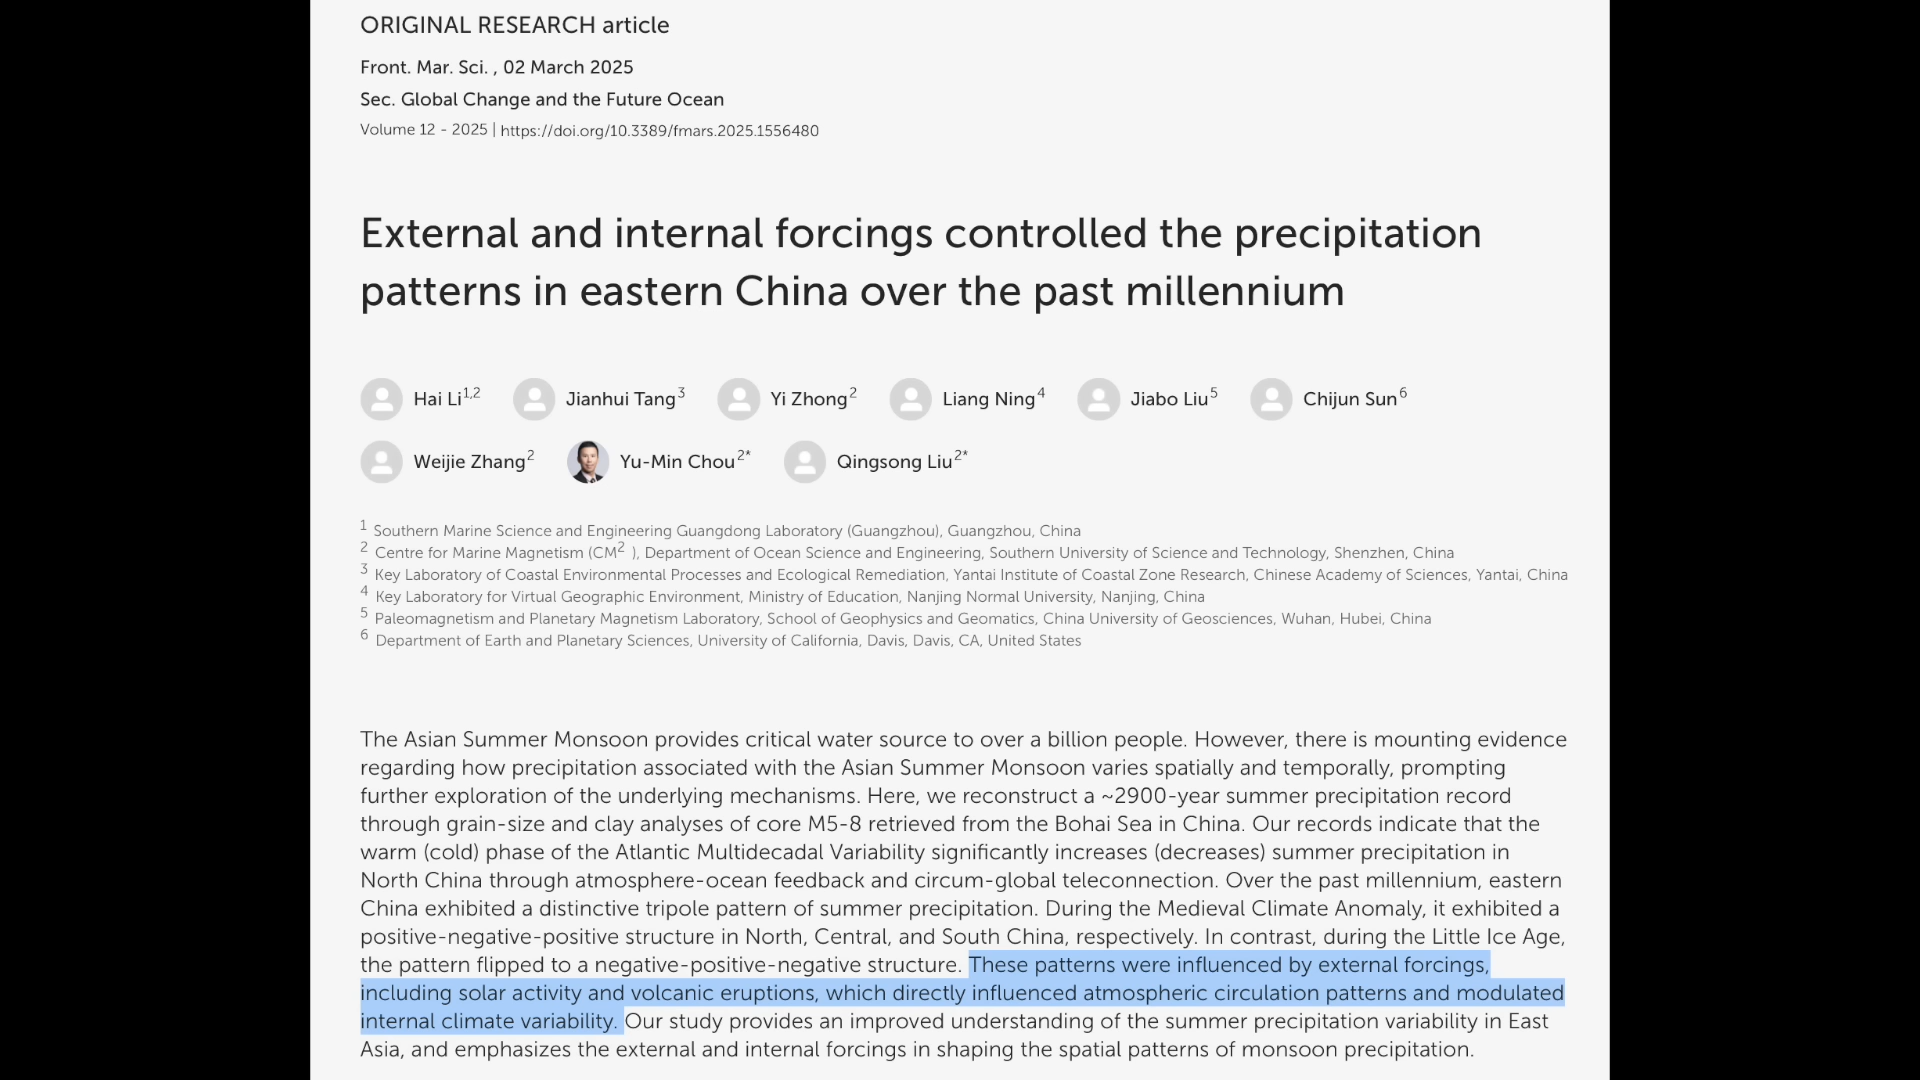 ORIGINAL RESEARCH article
Front. Mar. Sci. , 02 March 2025
Sec. Global Change and the Future Ocean
Volume 12 - 2025 | https://doi.org/10.3389/fmars.2025.1556480
External and internal forcings controlled the precipitation
patterns in eastern China over the past millennium
Hai Li1,2 Jianhui Tang3 Yi Zhong2 Liang Ning4 Jiabo Liu5 Chijun Sun6
Weijie Zhang2 Yu-Min Chou2* Qingsong Liu2*
1 Southern Marine Science and Engineering Guangdong Laboratory (Guangzhou), Guangzhou, China
2 Centre for Marine Magnetism (CM2 ), Department of Ocean Science and Engineering, Southern University of Science and Technology, Shenzhen, China
3 Key Laboratory of Coastal Environmental Processes and Ecological Remediation, Yantai Institute of Coastal Zone Research, Chinese Academy of Sciences, Yantai, China
4 Key Laboratory for Virtual Geographic Environment, Ministry of Education, Nanjing Normal University, Nanjing, China
5 Paleomagnetism and Planetary Magnetism Laboratory, School of Geophysics and Geomatics, China University of Geosciences, Wuhan, Hubei, China
6 Department of Earth and Planetary Sciences, University of California, Davis, Davis, CA, United States
The Asian Summer Monsoon provides critical water source to over a billion people. However, there is mounting evidence
regarding how precipitation associated with the Asian Summer Monsoon varies spatially and temporally, prompting
further exploration of the underlying mechanisms. Here, we reconstruct a ~2900-year summer precipitation record
through grain-size and clay analyses of core M5-8 retrieved from the Bohai Sea in China. Our records indicate that the
warm (cold) phase of the Atlantic Multidecadal Variability significantly increases (decreases) summer precipitation in
North China through atmosphere-ocean feedback and circum-global teleconnection. Over the past millennium, eastern
China exhibited a distinctive tripole pattern of summer precipitation. During the Medieval Climate Anomaly, it exhibited a
positive-negative-positive structure in North, Central, and South China, respectively. In contrast, during the Little Ice Age,
the pattern flipped to a negative-positive-negative structure. These patterns were influenced by external forcings,
including solar activity and volcanic eruptions, which directly influenced atmospheric circulation patterns and modulated
internal climate variability. Our study provides an improved understanding of the summer precipitation variability in East
Asia, and emphasizes the external and internal forcings in shaping the spatial patterns of monsoon precipitation.